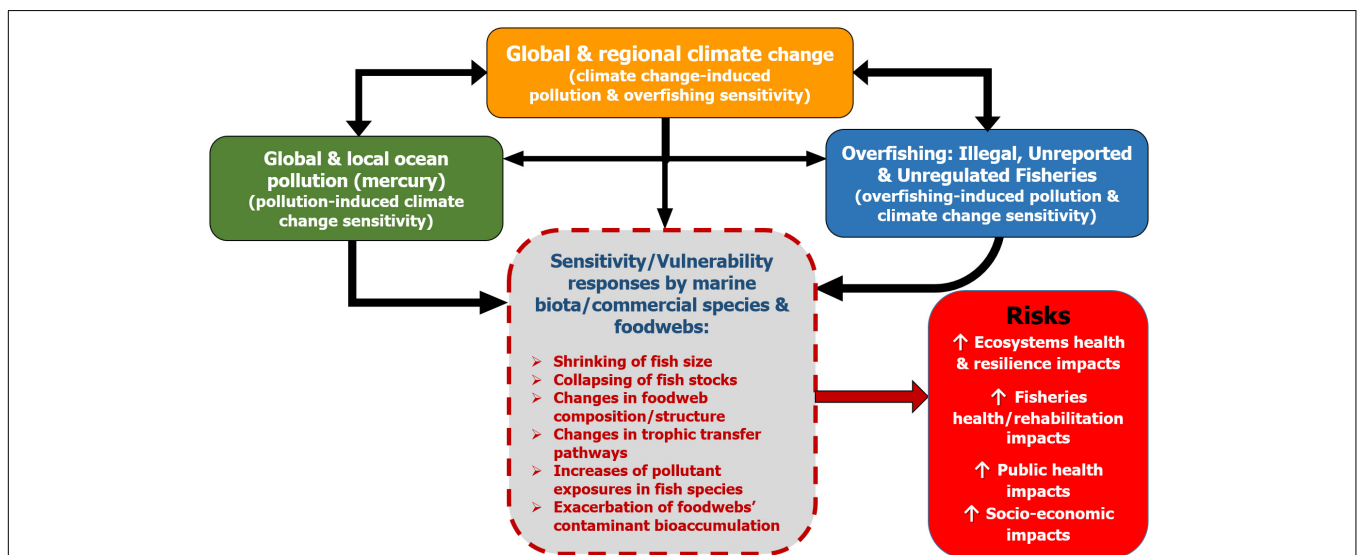 Global & regional climate change
(climate change-induced
pollution & overfishing sensitivity)
Global & local ocean
pollution (mercury)
(pollution-induced climate
change sensitivity)
Overfishing: Illegal, Unreported
& Unregulated Fisheries
(overfishing-induced pollution &
climate change sensitivity)
Sensitivity/Vulnerability
responses by marine
biota/commercial species &
foodwebs:
➢ Shrinking of fish size
➢ Collapsing of fish stocks
➢ Changes in foodweb
composition/structure
➢ Changes in trophic transfer
pathways
➢ Increases of pollutant
exposures in fish species
➢ Exacerbation of foodwebs’
contaminant bioaccumulation
Risks
↑ Ecosystems health
& resilience impacts
↑ Fisheries
health/rehabilitation
impacts
↑ Public health
impacts
↑ Socio-economic
impacts